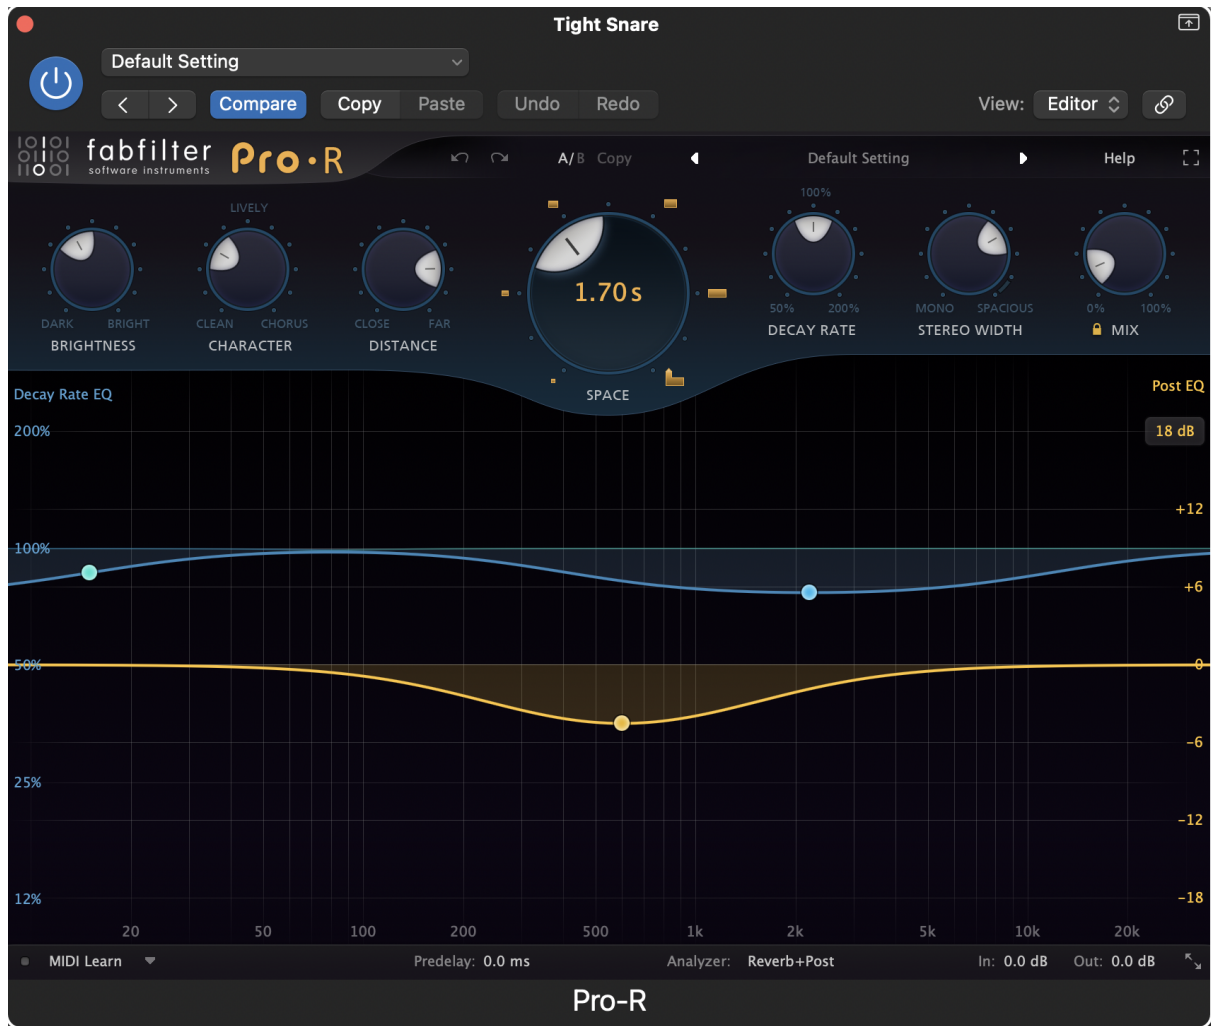 Tight Snare
Default Setting
Compare Copy Paste Undo Redo View: Editor
fabfilter Pro·R
software instruments
A/B Copy Default Setting Help
LIVELY 100%
1.70 s
DARK BRIGHT CLEAN CHORUS CLOSE FAR 50% 200% MONO SPACIOUS 0% 100%
BRIGHTNESS CHARACTER DISTANCE DECAY RATE STEREO WIDTH MIX
SPACE
Decay Rate EQ Post EQ
200% 18 dB
+12
100%
+6
50% 0
-6
25%
-12
12% -18
20 50 100 200 500 1k 2k 5k 10k 20k
MIDI Learn Predelay: 0.0 ms Analyzer: Reverb+Post In: 0.0 dB Out: 0.0 dB
Pro-R